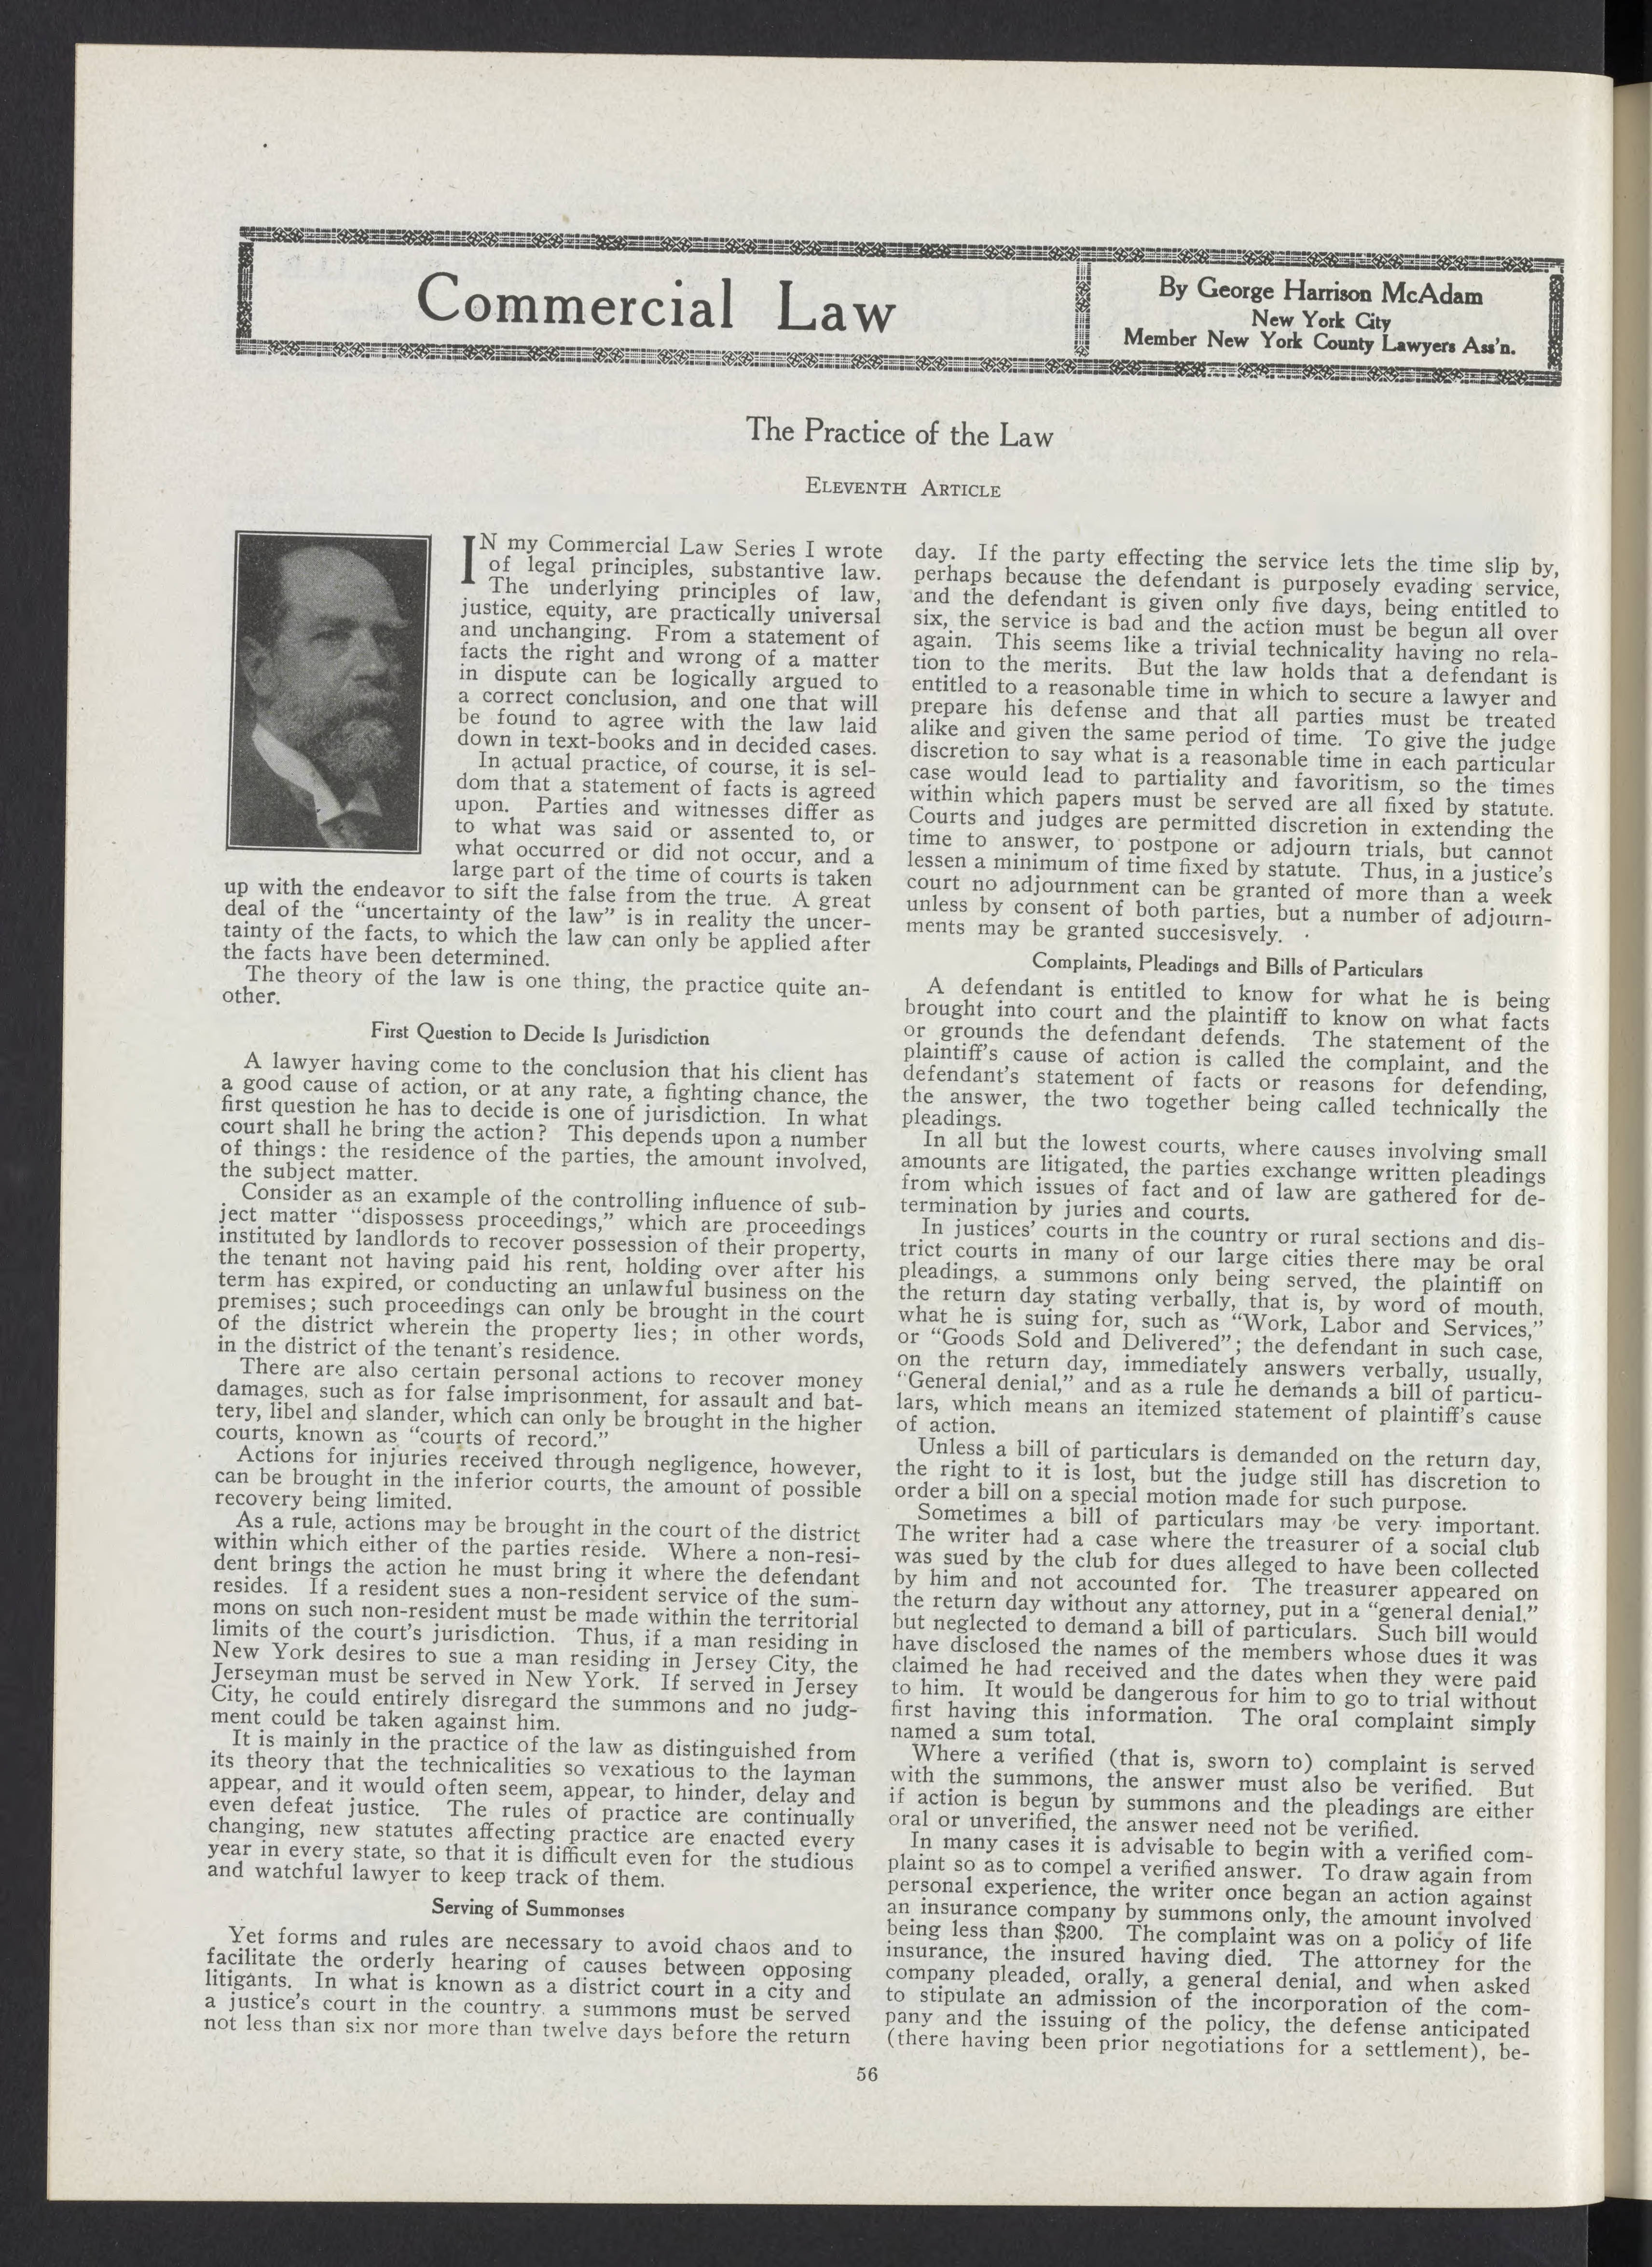 Commercial Law
By George Harrison McAdam
New York City
Member New York County Lawyers Ass'n.
The Practice of the Law
ELEVENTH ARTICLE
IN my Commercial Law Series I wrote
of legal principles, substantive law.
The underlying principles of law,
justice, equity, are practically universal
and unchanging. From a statement of
facts the right and wrong of a matter
in dispute can be logically argued to
a correct conclusion, and one that will
be found to agree with the law laid
down in text-books and in decided cases.
In actual practice, of course, it is sel-
dom that a statement of facts is agreed
upon. Parties and witnesses differ as
to what was said or assented to, or
what occurred or did not occur, and a
large part of the time of courts is taken
up with the endeavor to sift the false from the true. A great
deal of the "uncertainty of the law" is in reality the uncer-
tainty of the facts, to which the law can only be applied after
the facts have been determined.
The theory of the law is one thing, the practice quite an-
other.
First Question to Decide Is Jurisdiction
A lawyer having come to the conclusion that his client has
a good cause of action, or at any rate, a fighting chance, the
first question he has to decide is one of jurisdiction. In what
court shall he bring the action? This depends upon a number
of things: the residence of the parties, the amount involved,
the subject matter.
Consider as an example of the controlling influence of sub-
ject matter "dispossess proceedings," which are proceedings
instituted by landlords to recover possession of their property,
the tenant not having paid his rent, holding over after his
term has expired, or conducting an unlawful business on the
premises; such proceedings can only be brought in the court
of the district wherein the property lies; in other words,
in the district of the tenant's residence.
There are also certain personal actions to recover money
damages, such as for false imprisonment, for assault and bat-
tery, libel and slander, which can only be brought in the higher
courts, known as "courts of record."
Actions for injuries received through negligence, however,
can be brought in the inferior courts, the amount of possible
recovery being limited.
As a rule, actions may be brought in the court of the district
within which either of the parties reside. Where a non-resi-
dent brings the action he must bring it where the defendant
resides. If a resident sues a non-resident service of the sum-
mons on such non-resident must be made within the territorial
limits of the court's jurisdiction. Thus, if a man residing in
New York desires to sue a man residing in Jersey City, the
Jerseyman must be served in New York. If served in Jersey
City, he could entirely disregard the summons and no judg-
ment could be taken against him.
It is mainly in the practice of the law as distinguished from
its theory that the technicalities so vexatious to the layman
appear, and it would often seem, appear, to hinder, delay and
even defeat justice. The rules of practice are continually
changing, new statutes affecting practice are enacted every
year in every state, so that it is difficult even for the studious
and watchful lawyer to keep track of them.
Serving of Summonses
Yet forms and rules are necessary to avoid chaos and to
facilitate the orderly hearing of causes between opposing
litigants. In what is known as a district court in a city and
a justice's court in the country, a summons must be served
not less than six nor more than twelve days before the return
day. If the party effecting the service lets the time slip by,
perhaps because the defendant is purposely evading service,
and the defendant is given only five days, being entitled to
six, the service is bad and the action must be begun all over
again. This seems like a trivial technicality having no rela-
tion to the merits. But the law holds that a defendant is
entitled to a reasonable time in which to secure a lawyer and
prepare his defense and that all parties must be treated
alike and given the same period of time. To give the judge
discretion to say what is a reasonable time in each particular
case would lead to partiality and favoritism, so the times
within which papers must be served are all fixed by statute.
Courts and judges are permitted discretion in extending the
time to answer, to postpone or adjourn trials, but cannot
lessen a minimum of time fixed by statute. Thus, in a justice's
court no adjournment can be granted of more than a week
unless by consent of both parties, but a number of adjourn-
ments may be granted succesisvely.
Complaints, Pleadings and Bills of Particulars
A defendant is entitled to know for what he is being
brought into court and the plaintiff to know on what facts
or grounds the defendant defends. The statement of the
plaintiff's cause of action is called the complaint, and the
defendant's statement of facts or reasons for defending,
the answer, the two together being called technically the
pleadings.
In all but the lowest courts, where causes involving small
amounts are litigated, the parties exchange written pleadings
from which issues of fact and of law are gathered for de-
termination by juries and courts.
In justices' courts in the country or rural sections and dis-
trict courts in many of our large cities there may be oral
pleadings, a summons only being served, the plaintiff on
the return day stating verbally, that is, by word of mouth,
what he is suing for, such as "Work, Labor and Services,"
or "Goods Sold and Delivered"; the defendant in such case,
on the return day, immediately answers verbally, usually,
"General denial," and as a rule he demands a bill of particu-
lars, which means an itemized statement of plaintiff's cause
of action.
Unless a bill of particulars is demanded on the return day,
the right to it is lost, but the judge still has discretion to
order a bill on a special motion made for such purpose.
Sometimes a bill of particulars may be very important.
The writer had a case where the treasurer of a social club
was sued by the club for dues alleged to have been collected
by him and not accounted for. The treasurer appeared on
the return day without any attorney, put in a "general denial,"
but neglected to demand a bill of particulars. Such bill would
have disclosed the names of the members whose dues it was
claimed he had received and the dates when they were paid
to him. It would be dangerous for him to go to trial without
first having this information. The oral complaint simply
named a sum total.
Where a verified (that is, sworn to) complaint is served
with the summons, the answer must also be verified. But
if action is begun by summons and the pleadings are either
oral or unverified, the answer need not be verified.
In many cases it is advisable to begin with a verified com-
plaint so as to compel a verified answer. To draw again from
personal experience, the writer once began an action against
an insurance company by summons only, the amount involved
being less than $200. The complaint was on a policy of life
insurance, the insured having died. The attorney for the
company pleaded, orally, a general denial, and when asked
to stipulate an admission of the incorporation of the com-
pany and the issuing of the policy, the defense anticipated
(there having been prior negotiations for a settlement), be-
56